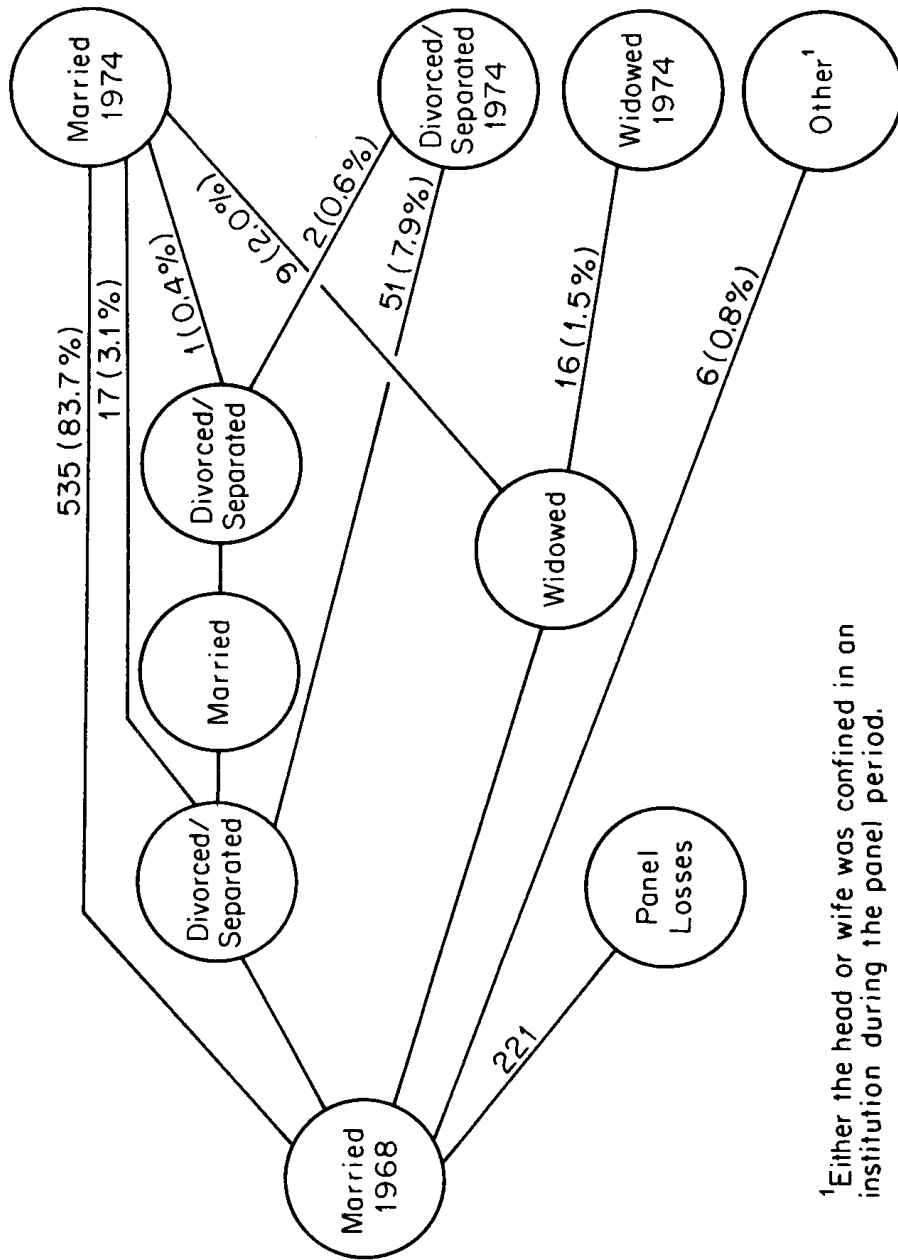 Married
1974
535 (83.7%)
17 (3.1%)
1 (0.4%)
9 (2.0%)
2 (0.6%)
Divorced/
Separated
1974
51 (7.9%)
Divorced/
Separated
Married
Divorced/
Separated
Widowed
1974
16 (1.5%)
Widowed
Other¹
6 (0.8%)
Married
1968
221
Panel
Losses
¹Either the head or wife was confined in an
institution during the panel period.